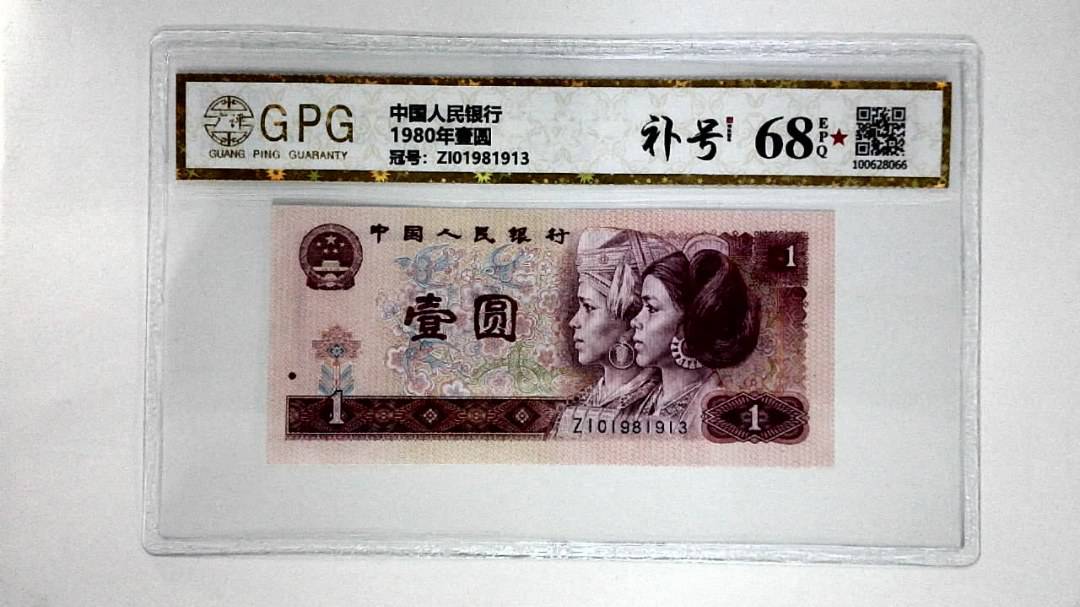 GPG
GUANG PING GUARANTY
中国人民银行
1980年壹圆
冠号：ZI01981913
补号
68
EPQ
100628066
中国人民银行
1
壹圆
1
ZI01981913
1